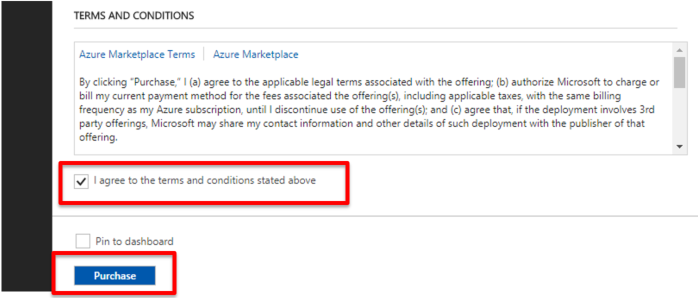 TERMS AND CONDITIONS
Azure Marketplace Terms Azure Marketplace
By clicking “Purchase,” I (a) agree to the applicable legal terms associated with the offering; (b) authorize Microsoft to charge or
bill my current payment method for the fees associated the offering(s), including applicable taxes, with the same billing
frequency as my Azure subscription, until I discontinue use of the offering(s); and (c) agree that, if the deployment involves 3rd
party offerings, Microsoft may share my contact information and other details of such deployment with the publisher of that
offering.
I agree to the terms and conditions stated above
Pin to dashboard
Purchase